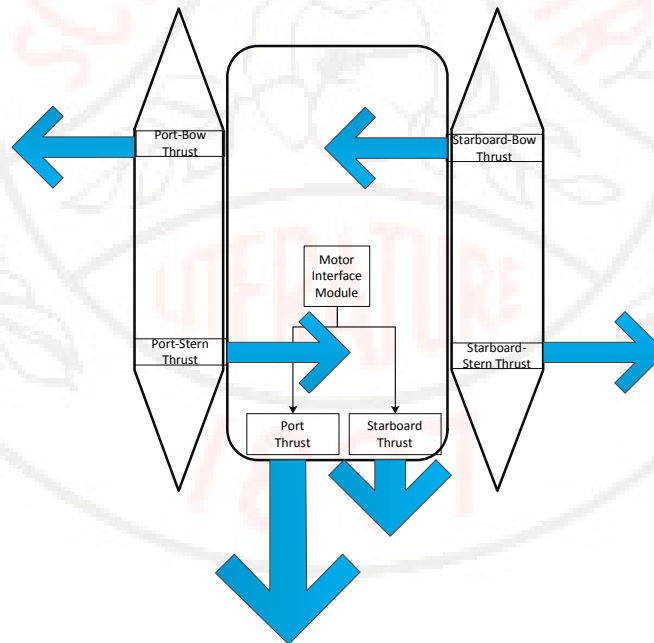 Port-Bow
Thrust
Starboard-Bow
Thrust
Motor
Interface
Module
Port-Stern
Thrust
Starboard-
Stern Thrust
Port
Thrust
Starboard
Thrust
LITERATURE